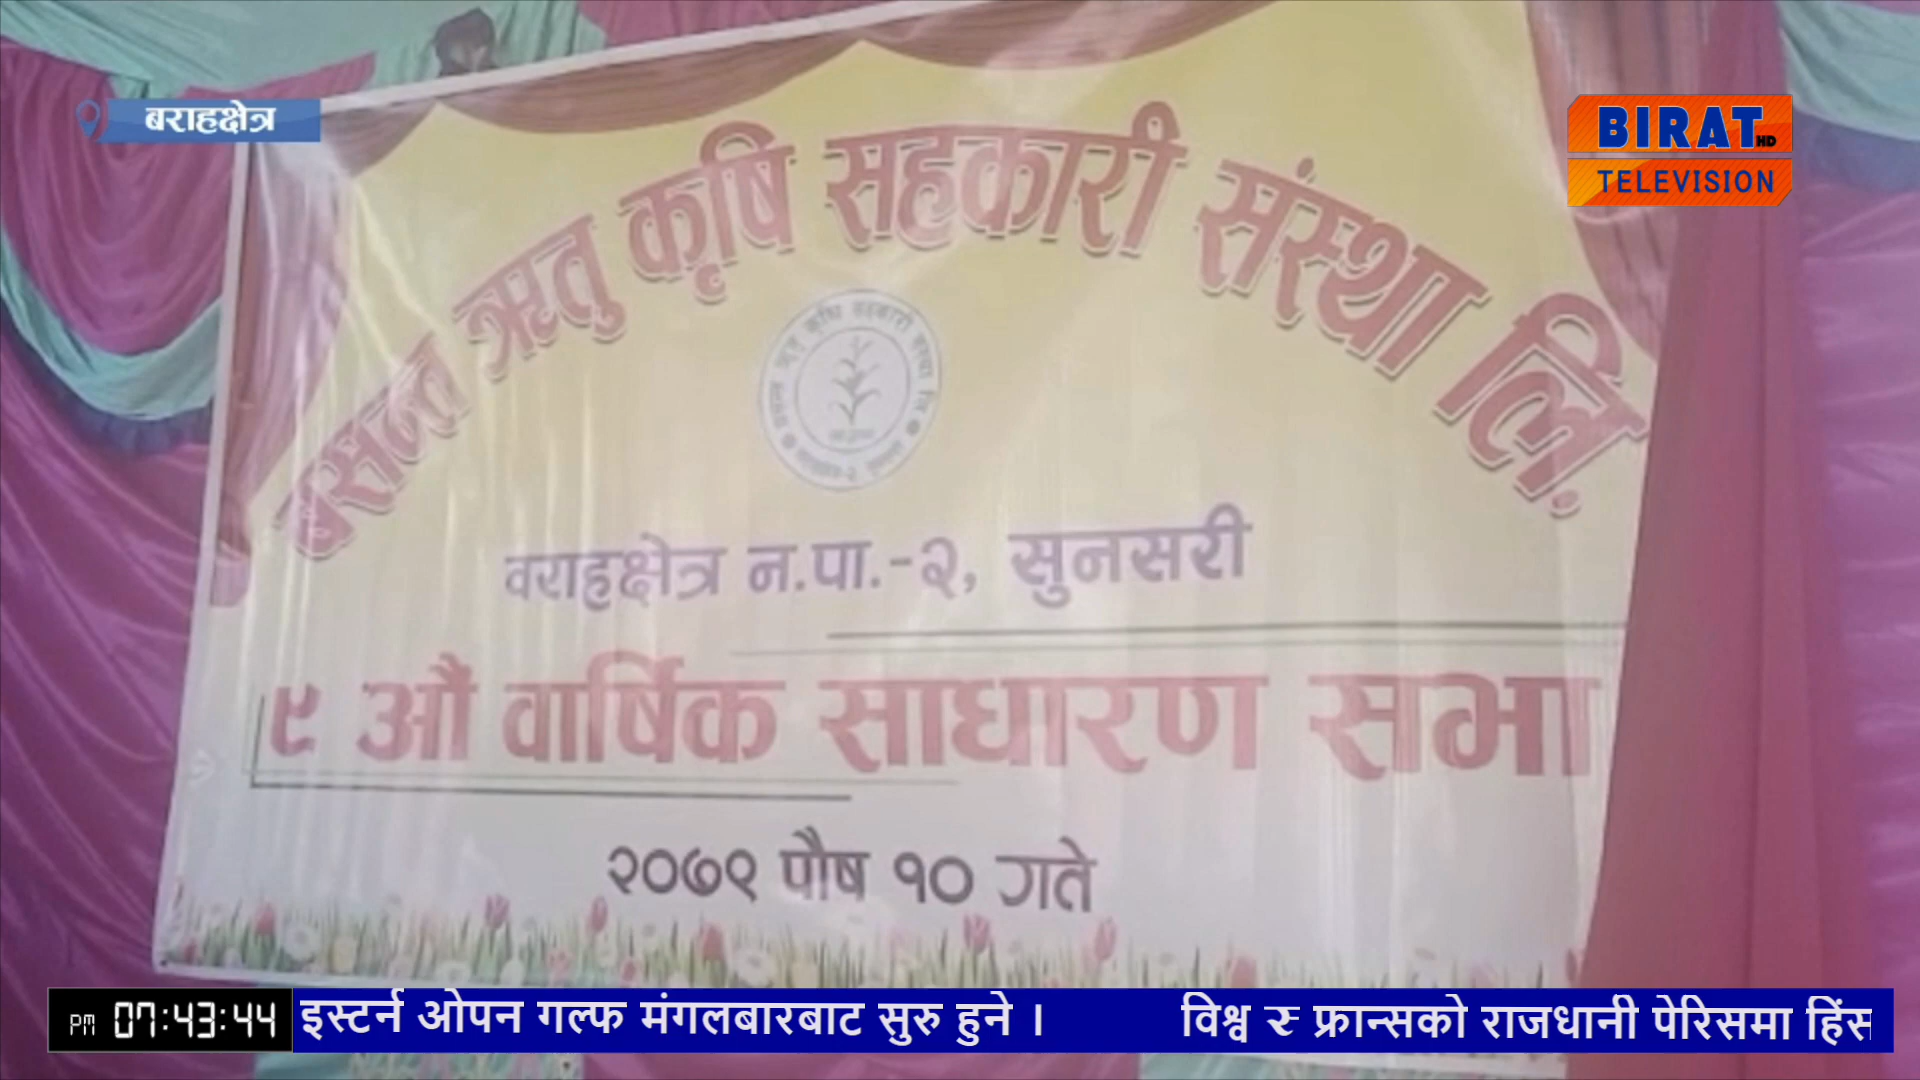 बराहक्षेत्र
BIRAT HD
TELEVISION
वसन्त ऋतु कृषि सहकारी संस्था लि.
वराहक्षेत्र न.पा.-२, सुनसरी
९ औं वार्षिक साधारण सभा
२०७९ पौष १० गते
PM 07:43:44
इस्टर्न ओपन गल्फ मंगलबारबाट सुरु हुने । विश्व र फ्रान्सको राजधानी पेरिसमा हिंस